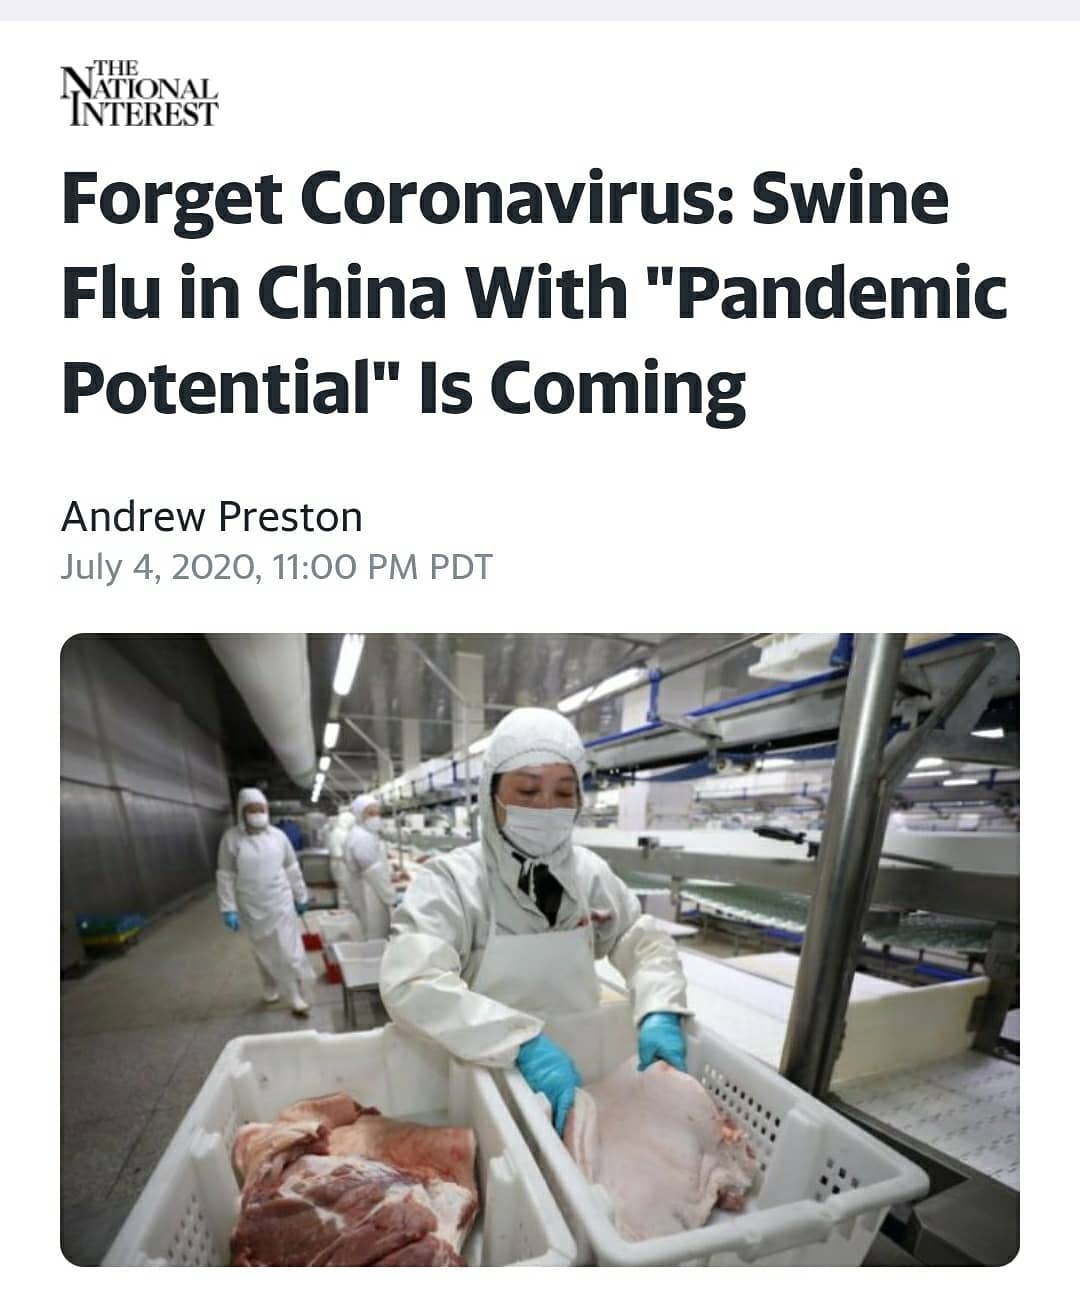 THE
NATIONAL
INTEREST
Forget Coronavirus: Swine
Flu in China With "Pandemic
Potential" Is Coming
Andrew Preston
July 4, 2020, 11:00 PM PDT